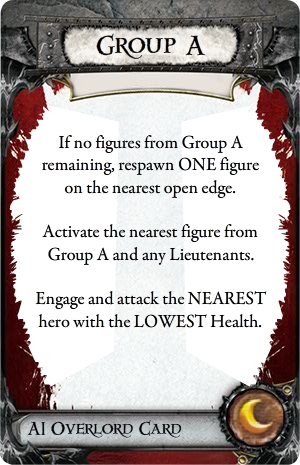 Group A
If no figures from Group A
remaining, respawn ONE figure
on the nearest open edge.
Activate the nearest figure from
Group A and any Lieutenants.
Engage and attack the NEAREST
hero with the LOWEST Health.
AI Overlord Card